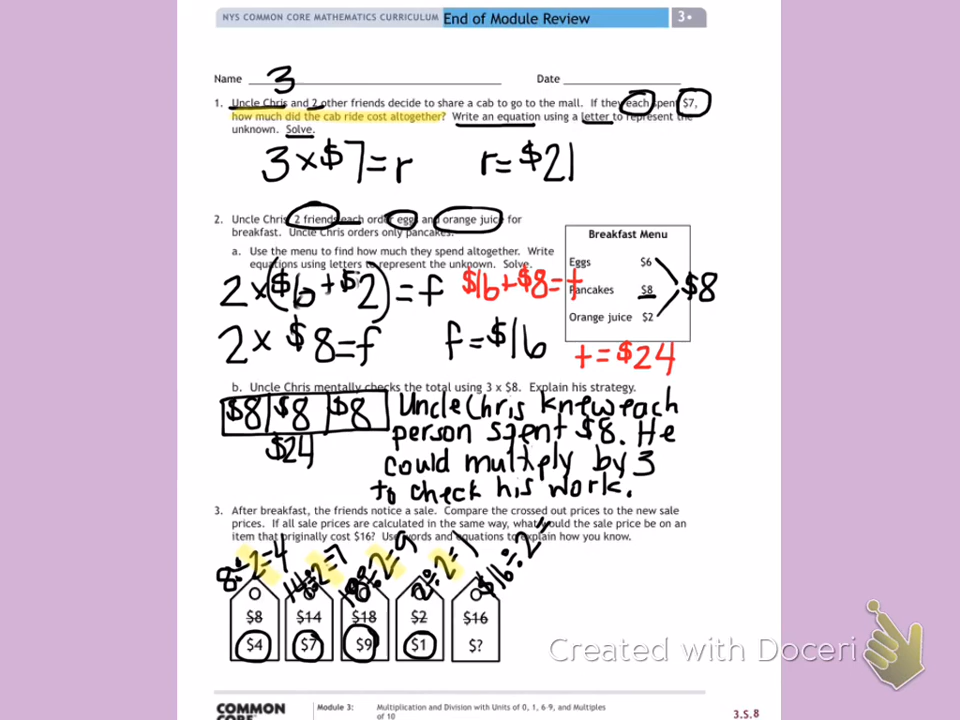 NYS COMMON CORE MATHEMATICS CURRICULUM End of Module Review 3•
Name 3 Date
1. Uncle Chris and 2 other friends decide to share a cab to go to the mall. If they each spent $7,
how much did the cab ride cost altogether? Write an equation using a letter to represent the
unknown. Solve.
3 × $7 = r r = $21
2. Uncle Chris' 2 friends each order eggs and orange juice for
breakfast. Uncle Chris orders only pancakes.
a. Use the menu to find how much they spend altogether. Write
equations using letters to represent the unknown. Solve.
Breakfast Menu
Eggs $6
Pancakes $8
Orange juice $2
$8
2 × ($6 + $2) = f $16 + $8 = t
2 × $8 = f f = $16
t = $24
b. Uncle Chris mentally checks the total using 3 x $8. Explain his strategy.
$8 $8 $8
$24
Uncle Chris knew each
person spent $8. He
could multiply by 3
to check his work.
3. After breakfast, the friends notice a sale. Compare the crossed out prices to the new sale
prices. If all sale prices are calculated in the same way, what would the sale price be on an
item that originally cost $16? Use words and equations to explain how you know.
8÷2=4 14÷2=7 18÷2=9 2÷2=1 $16÷2=
$8 $14 $18 $2 $16
$4 $7 $9 $1 $?
Created with Doceri
COMMON
CORE
Module 3: Multiplication and Division with Units of 0, 1, 6-9, and Multiples
of 10
3.S.8